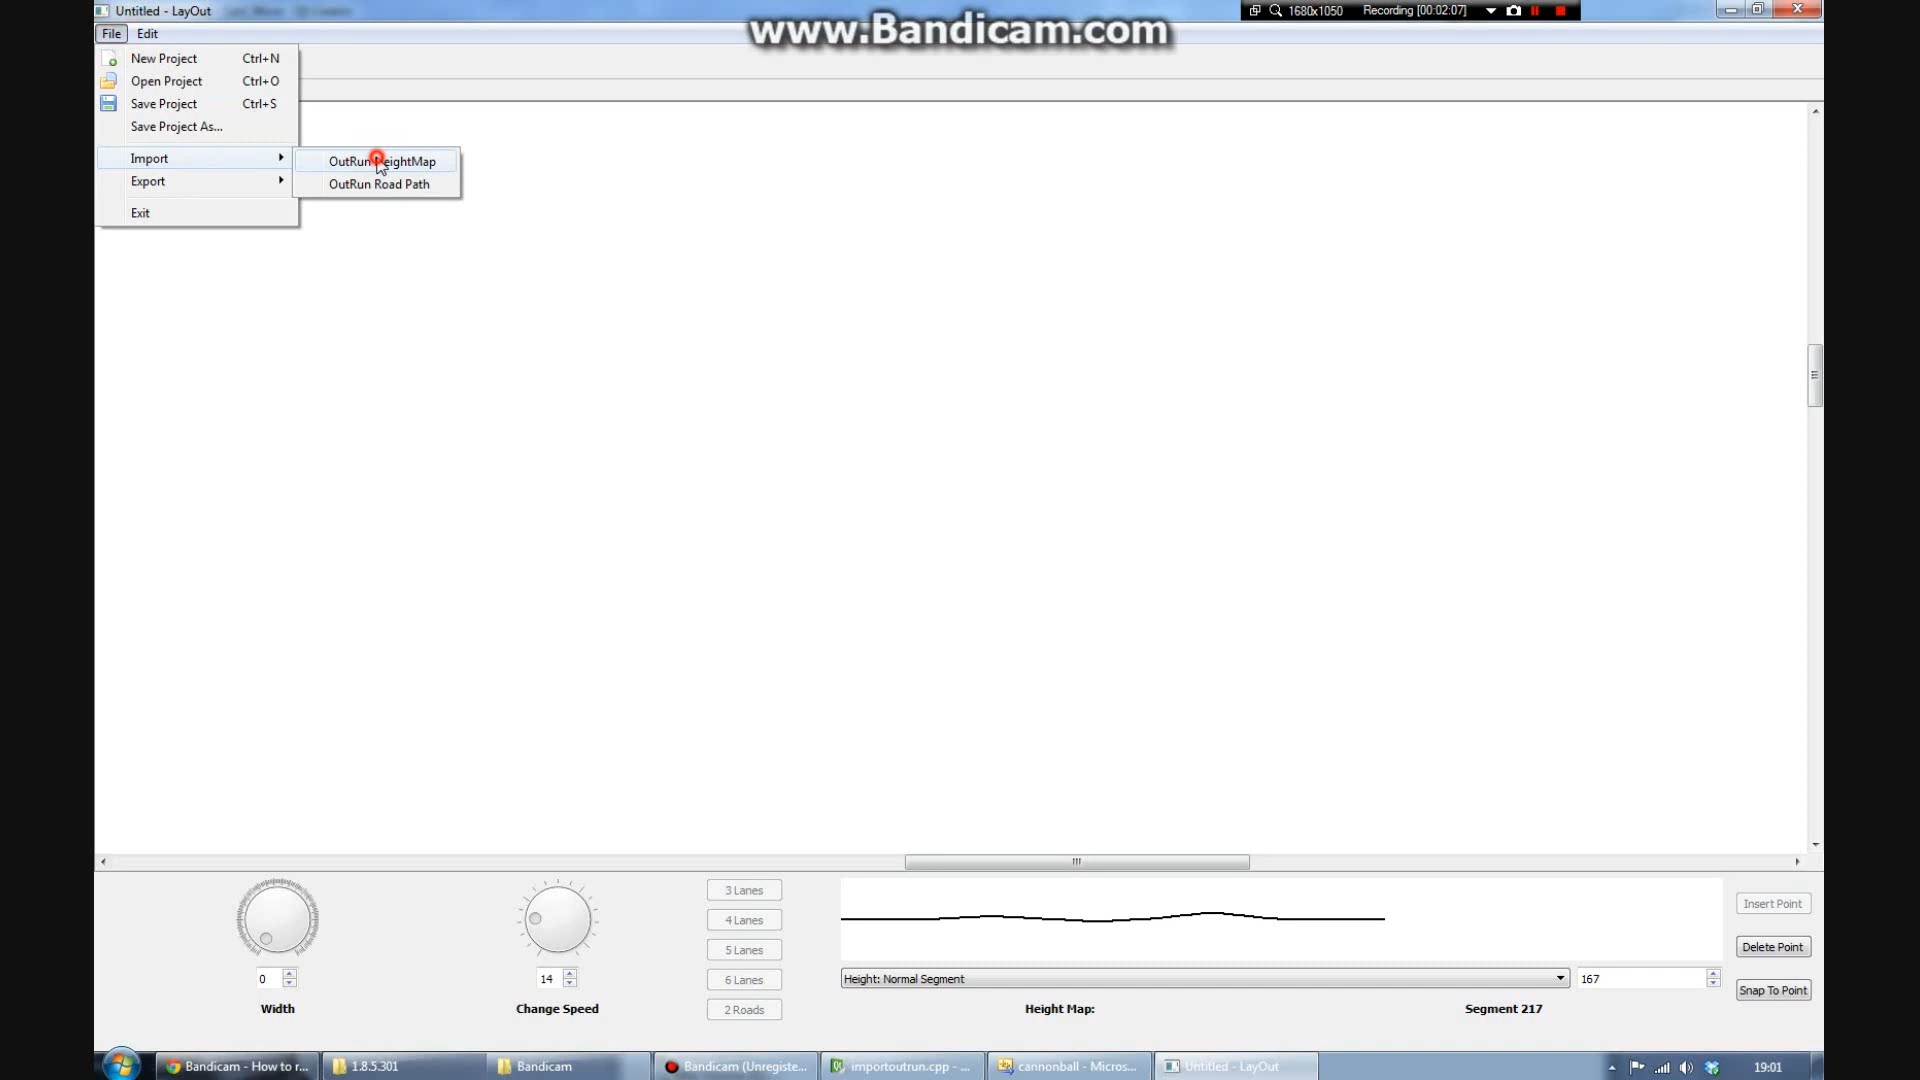 Untitled - LayOut
1680x1050 Recording [00:02:07]
www.Bandicam.com
File Edit
New Project Ctrl+N
Open Project Ctrl+O
Save Project Ctrl+S
Save Project As...
Import
Export
Exit
OutRun HeightMap
OutRun Road Path
3 Lanes
4 Lanes
5 Lanes
6 Lanes
2 Roads
0
Width
14
Change Speed
Height: Normal Segment
167
Height Map:
Segment 217
Insert Point
Delete Point
Snap To Point
Bandicam - How to r...
1.8.5.301
Bandicam
Bandicam (Unregiste...
importoutrun.cpp - ...
cannonball - Micros...
Untitled - LayOut
19:01